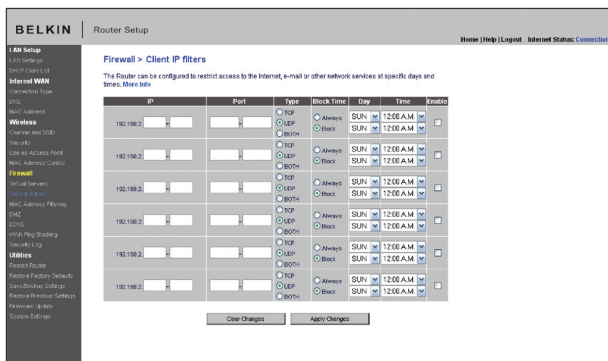 BELKIN
Router Setup
Home | Help | Logout Internet Status: Connection
LAN Setup
LAN Settings
DHCP Client List
Internet WAN
Connection Type
DNS
MAC Address
Wireless
Channel and SSID
Security
Use as Access Point
MAC Address Control
Firewall
Virtual Servers
Client IP Filters
MAC Address Filtering
DMZ
DDNS
WAN Ping Blocking
Security Log
Utilities
Restart Router
Restore Factory Defaults
Save/Backup Settings
Restore Previous Settings
Firmware Update
System Settings
Firewall > Client IP filters
The Router can be configured to restrict access to the Internet, e-mail or other network services at specific days and
times. More Info
IP Port Type Block Time Day Time Enable
192.168.2. - - TCP UDP BOTH Always Block SUN SUN 12:00 A.M. 12:00 A.M.
192.168.2. - - TCP UDP BOTH Always Block SUN SUN 12:00 A.M. 12:00 A.M.
192.168.2. - - TCP UDP BOTH Always Block SUN SUN 12:00 A.M. 12:00 A.M.
192.168.2. - - TCP UDP BOTH Always Block SUN SUN 12:00 A.M. 12:00 A.M.
192.168.2. - - TCP UDP BOTH Always Block SUN SUN 12:00 A.M. 12:00 A.M.
192.168.2. - - TCP UDP BOTH Always Block SUN SUN 12:00 A.M. 12:00 A.M.
Clear Changes Apply Changes